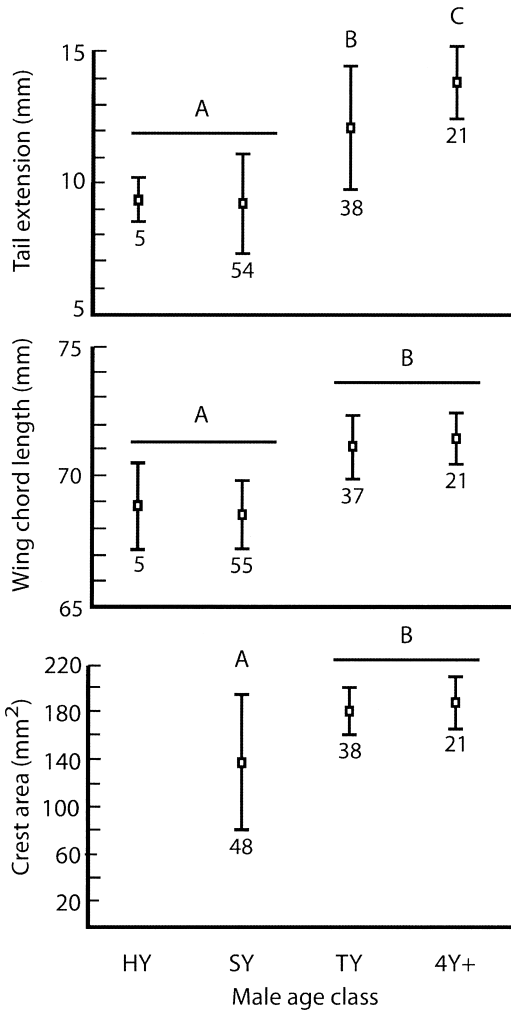 C
B
15
A
21
10
38
5
54
5
Tail extension (mm)
75
B
A
70
21
37
5
55
65
Wing chord length (mm)
B
220
A
180
21
38
140
100
48
60
20
Crest area (mm²)
HY SY TY 4Y+
Male age class